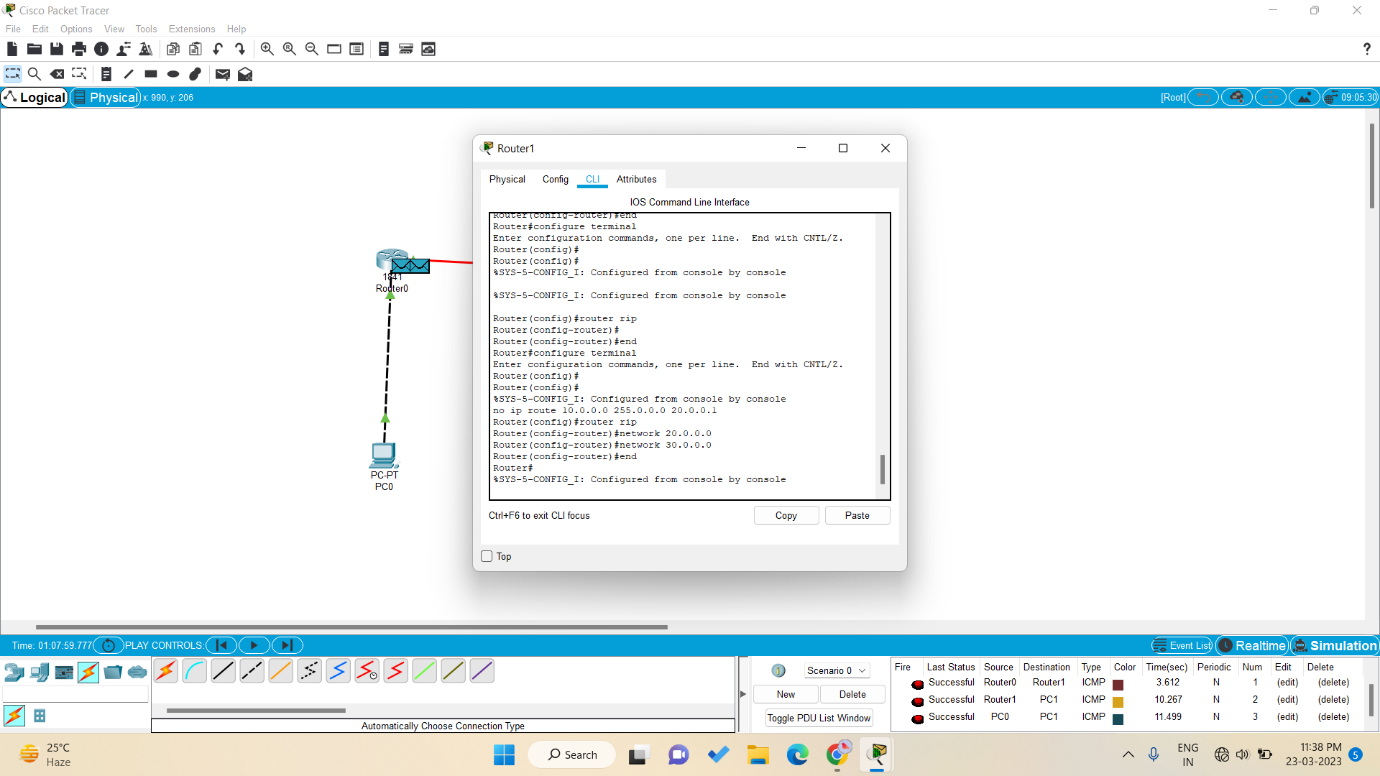 Cisco Packet Tracer
File Edit Options View Tools Extensions Help
Logical Physical x: 990, y: 206 [Root] 09:05:30
Router1
Physical Config CLI Attributes
IOS Command Line Interface
Router(config-router)#end
Router#configure terminal
Enter configuration commands, one per line. End with CNTL/Z.
Router(config)#
Router(config)#
%SYS-5-CONFIG_I: Configured from console by console
%SYS-5-CONFIG_I: Configured from console by console
Router(config)#router rip
Router(config-router)#
Router(config-router)#end
Router#configure terminal
Enter configuration commands, one per line. End with CNTL/Z.
Router(config)#
Router(config)#
%SYS-5-CONFIG_I: Configured from console by console
no ip route 10.0.0.0 255.0.0.0 20.0.0.1
Router(config)#router rip
Router(config-router)#network 20.0.0.0
Router(config-router)#network 30.0.0.0
Router(config-router)#end
Router#
%SYS-5-CONFIG_I: Configured from console by console
Ctrl+F6 to exit CLI focus Copy Paste
Top
1841
Router0
PC-PT
PC0
Time: 01:07:59.777 PLAY CONTROLS: Event List Realtime Simulation
Scenario 0
New Delete
Toggle PDU List Window
Fire Last Status Source Destination Type Color Time(sec) Periodic Num Edit Delete
Successful Router0 Router1 ICMP 3.612 N 1 (edit) (delete)
Successful Router1 PC1 ICMP 10.267 N 2 (edit) (delete)
Successful PC0 PC1 ICMP 11.499 N 3 (edit) (delete)
Automatically Choose Connection Type
25°C
Haze
Search
ENG
IN
11:38 PM
23-03-2023
5